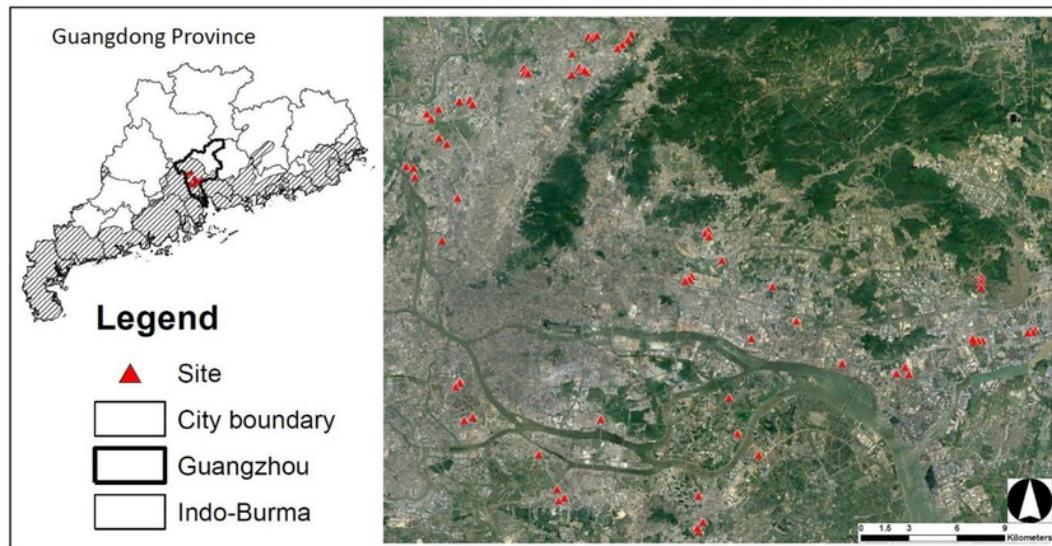 Guangdong Province
Legend
Site
City boundary
Guangzhou
Indo-Burma
0 1.5 3 6 9
Kilometers